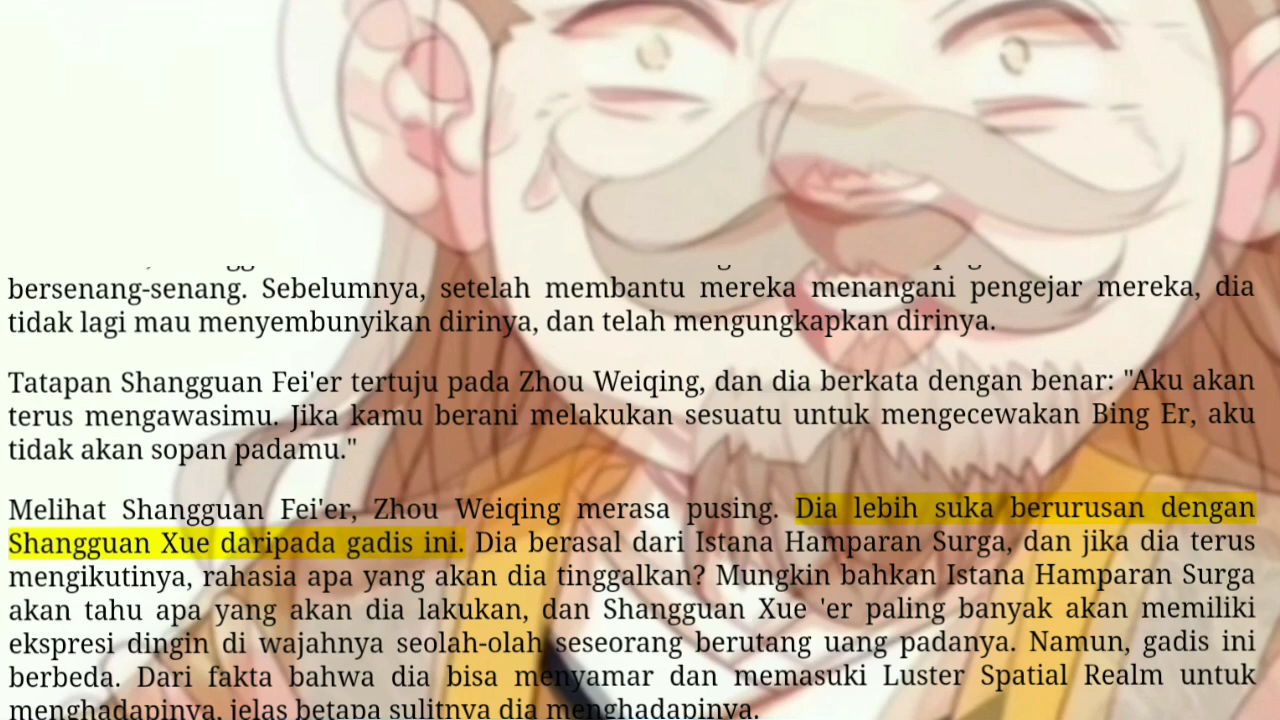 bersenang-senang. Sebelumnya, setelah membantu mereka menangani pengejar mereka, dia
tidak lagi mau menyembunyikan dirinya, dan telah mengungkapkan dirinya.
Tatapan Shangguan Fei'er tertuju pada Zhou Weiqing, dan dia berkata dengan benar: "Aku akan
terus mengawasimu. Jika kamu berani melakukan sesuatu untuk mengecewakan Bing Er, aku
tidak akan sopan padamu."
Melihat Shangguan Fei'er, Zhou Weiqing merasa pusing. Dia lebih suka berurusan dengan
Shangguan Xue daripada gadis ini. Dia berasal dari Istana Hamparan Surga, dan jika dia terus
mengikutinya, rahasia apa yang akan dia tinggalkan? Mungkin bahkan Istana Hamparan Surga
akan tahu apa yang akan dia lakukan, dan Shangguan Xue 'er paling banyak akan memiliki
ekspresi dingin di wajahnya seolah-olah seseorang berutang uang padanya. Namun, gadis ini
berbeda. Dari fakta bahwa dia bisa menyamar dan memasuki Luster Spatial Realm untuk
menghadapinya, jelas betapa sulitnya dia menghadapinya.